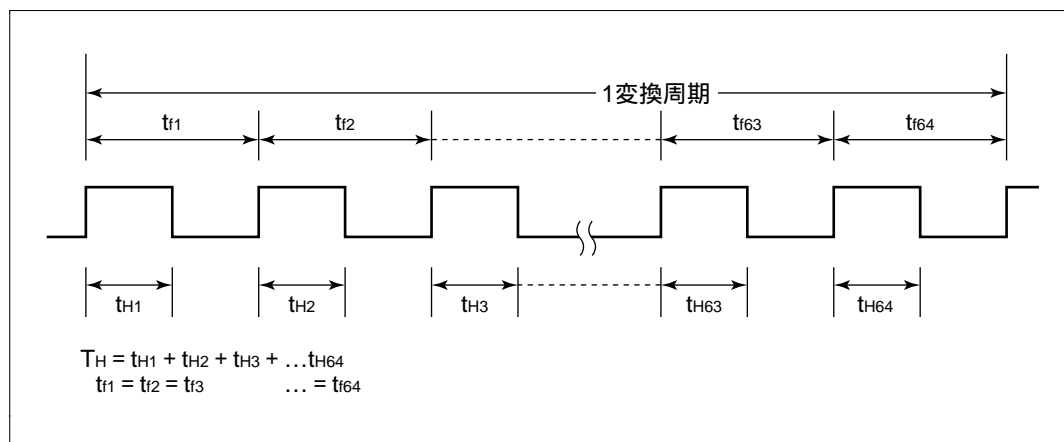 1変換周期
tf1 tf2 tf63 tf64
tH1 tH2 tH3 tH63 tH64
TH = tH1 + tH2 + tH3 + …tH64
tf1 = tf2 = tf3 … = tf64